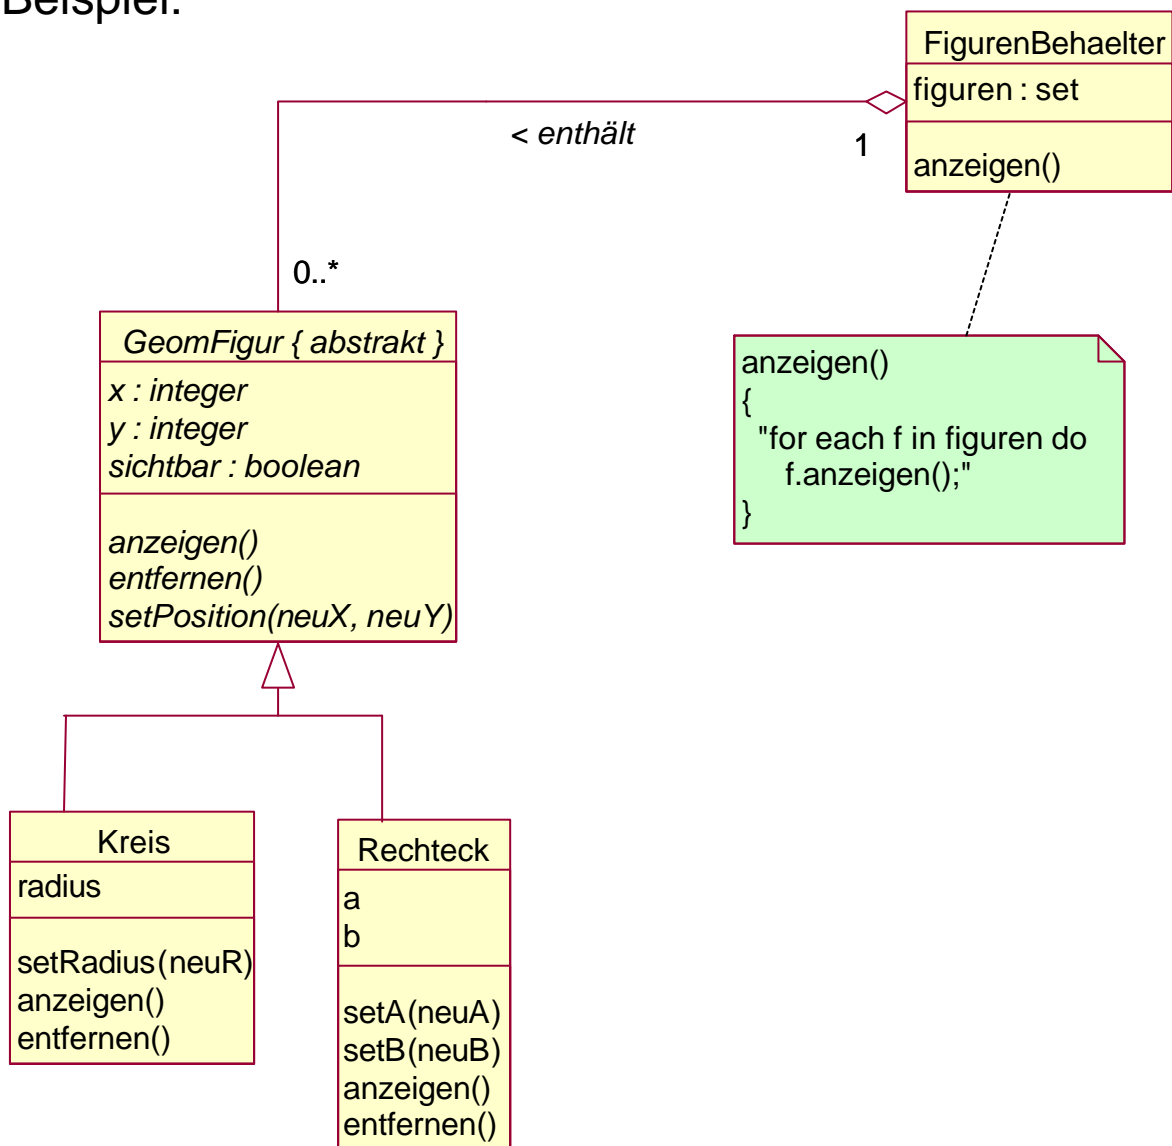 Beispiel:
FigurenBehaelter
figuren : set
anzeigen()
< enthält
1
0..*
GeomFigur { abstrakt }
x : integer
y : integer
sichtbar : boolean
anzeigen()
entfernen()
setPosition(neuX, neuY)
anzeigen()
{
"for each f in figuren do
f.anzeigen();"
}
Kreis
radius
setRadius(neuR)
anzeigen()
entfernen()
Rechteck
a
b
setA(neuA)
setB(neuB)
anzeigen()
entfernen()